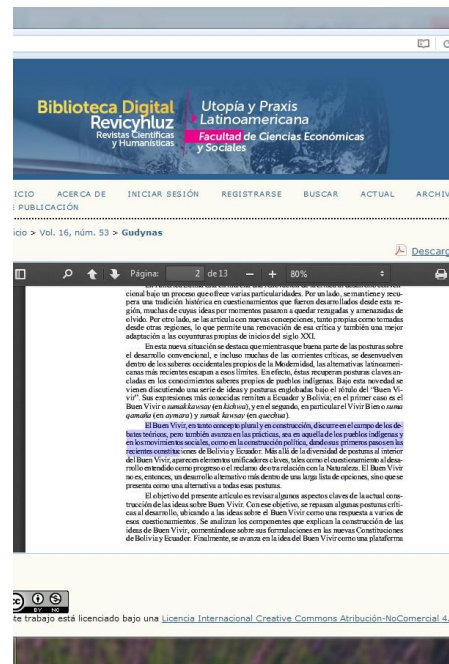 Biblioteca Digital
Revicyhluz
Revistas Científicas
y Humanísticas
Utopía y Praxis
Latinoamericana
Facultad de Ciencias Económicas
y Sociales
ICIO ACERCA DE INICIAR SESIÓN REGISTRARSE BUSCAR ACTUAL ARCHIV
PUBLICACIÓN
icio > Vol. 16, núm. 53 > Gudynas
Descarg
Página: 2 de 13 80%
cional bajo un proceso que ofrece varias particularidades. Por un lado, se mantiene y recu-
pera una tradición histórica en cuestionamientos que fueron desarrollados desde esta re-
gión, muchas de cuyas ideas por momentos pasaron a quedar rezagadas y amenazadas de
olvido. Por otro lado, se las articula con nuevas concepciones, tanto propias como tomadas
desde otras regiones, lo que permite una renovación de esa crítica y también una mejor
adaptación a las coyunturas propias de inicios del siglo XXI.
En esta nueva situación se destaca que mientras que buena parte de las posturas sobre
el desarrollo convencional, e incluso muchas de las corrientes críticas, se desenvuelven
dentro de los saberes occidentales propios de la Modernidad, las alternativas latinoameri-
canas más recientes escapan a esos límites. En efecto, éstas recuperan posturas claves an-
cladas en los conocimientos saberes propios de pueblos indígenas. Bajo esta novedad se
vienen discutiendo una serie de ideas y posturas englobadas bajo el rótulo del “Buen Vi-
vir”. Sus expresiones más conocidas remiten a Ecuador y Bolivia; en el primer caso es el
Buen Vivir o sumak kawsay (en kichwa), y en el segundo, en particular el Vivir Bien o suma
qamaña (en aymara) y sumak kawsay (en quechua).
El Buen Vivir, en tanto concepto plural y en construcción, discurre en el campo de los de-
bates teóricos, pero también avanza en las prácticas, sea en aquella de los pueblos indígenas y
en los movimientos sociales, como en la construcción política, dando sus primeros pasos en las
recientes constituciones de Bolivia y Ecuador. Más allá de la diversidad de posturas al interior
del Buen Vivir, aparecen elementos unificadores claves, tales como el cuestionamiento al desa-
rrollo entendido como progreso o el reclamo de otra relación con la Naturaleza. El Buen Vivir
no es, entonces, un desarrollo alternativo más dentro de una larga lista de opciones, sino que se
presenta como una alternativa a todas esas posturas.
El objetivo del presente artículo es revisar algunos aspectos claves de la actual cons-
trucción de las ideas sobre Buen Vivir. Con ese objetivo, se repasan algunas posturas críti-
cas al desarrollo, ubicando a las ideas sobre el Buen Vivir como una respuesta a varios de
esos cuestionamientos. Se analizan los componentes que explican la construcción de las
ideas de Buen Vivir, comentándose sobre sus formulaciones en las nuevas Constituciones
de Bolivia y Ecuador. Finalmente, se avanza en la idea del Buen Vivir como una plataforma
cc BY NC
te trabajo está licenciado bajo una Licencia Internacional Creative Commons Atribución-NoComercial 4.